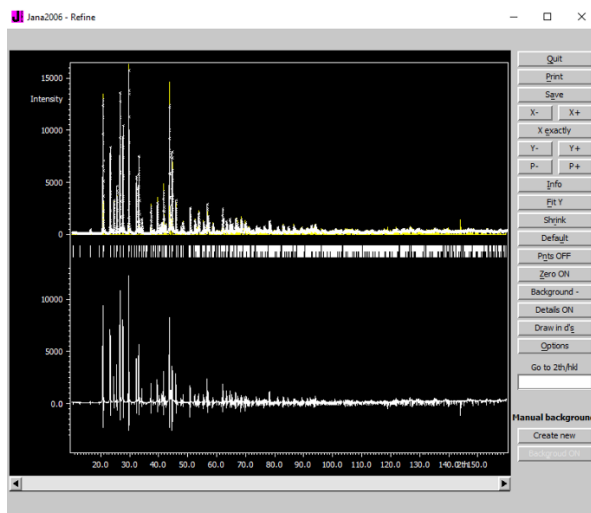 Jana2006 - Refine
15000
Intensity
10000
5000
0
10000
5000
0.0
20.0 30.0 40.0 50.0 60.0 70.0 80.0 90.0 100.0 110.0 120.0 130.0 140.0 2th 150.0
Quit
Print
Save
X- X+
X exactly
Y- Y+
P- P+
Info
Fit Y
Shrink
Default
Pnts OFF
Zero ON
Background -
Details ON
Draw in d's
Options
Go to 2th/hkl
Manual background
Create new
Backgroud ON